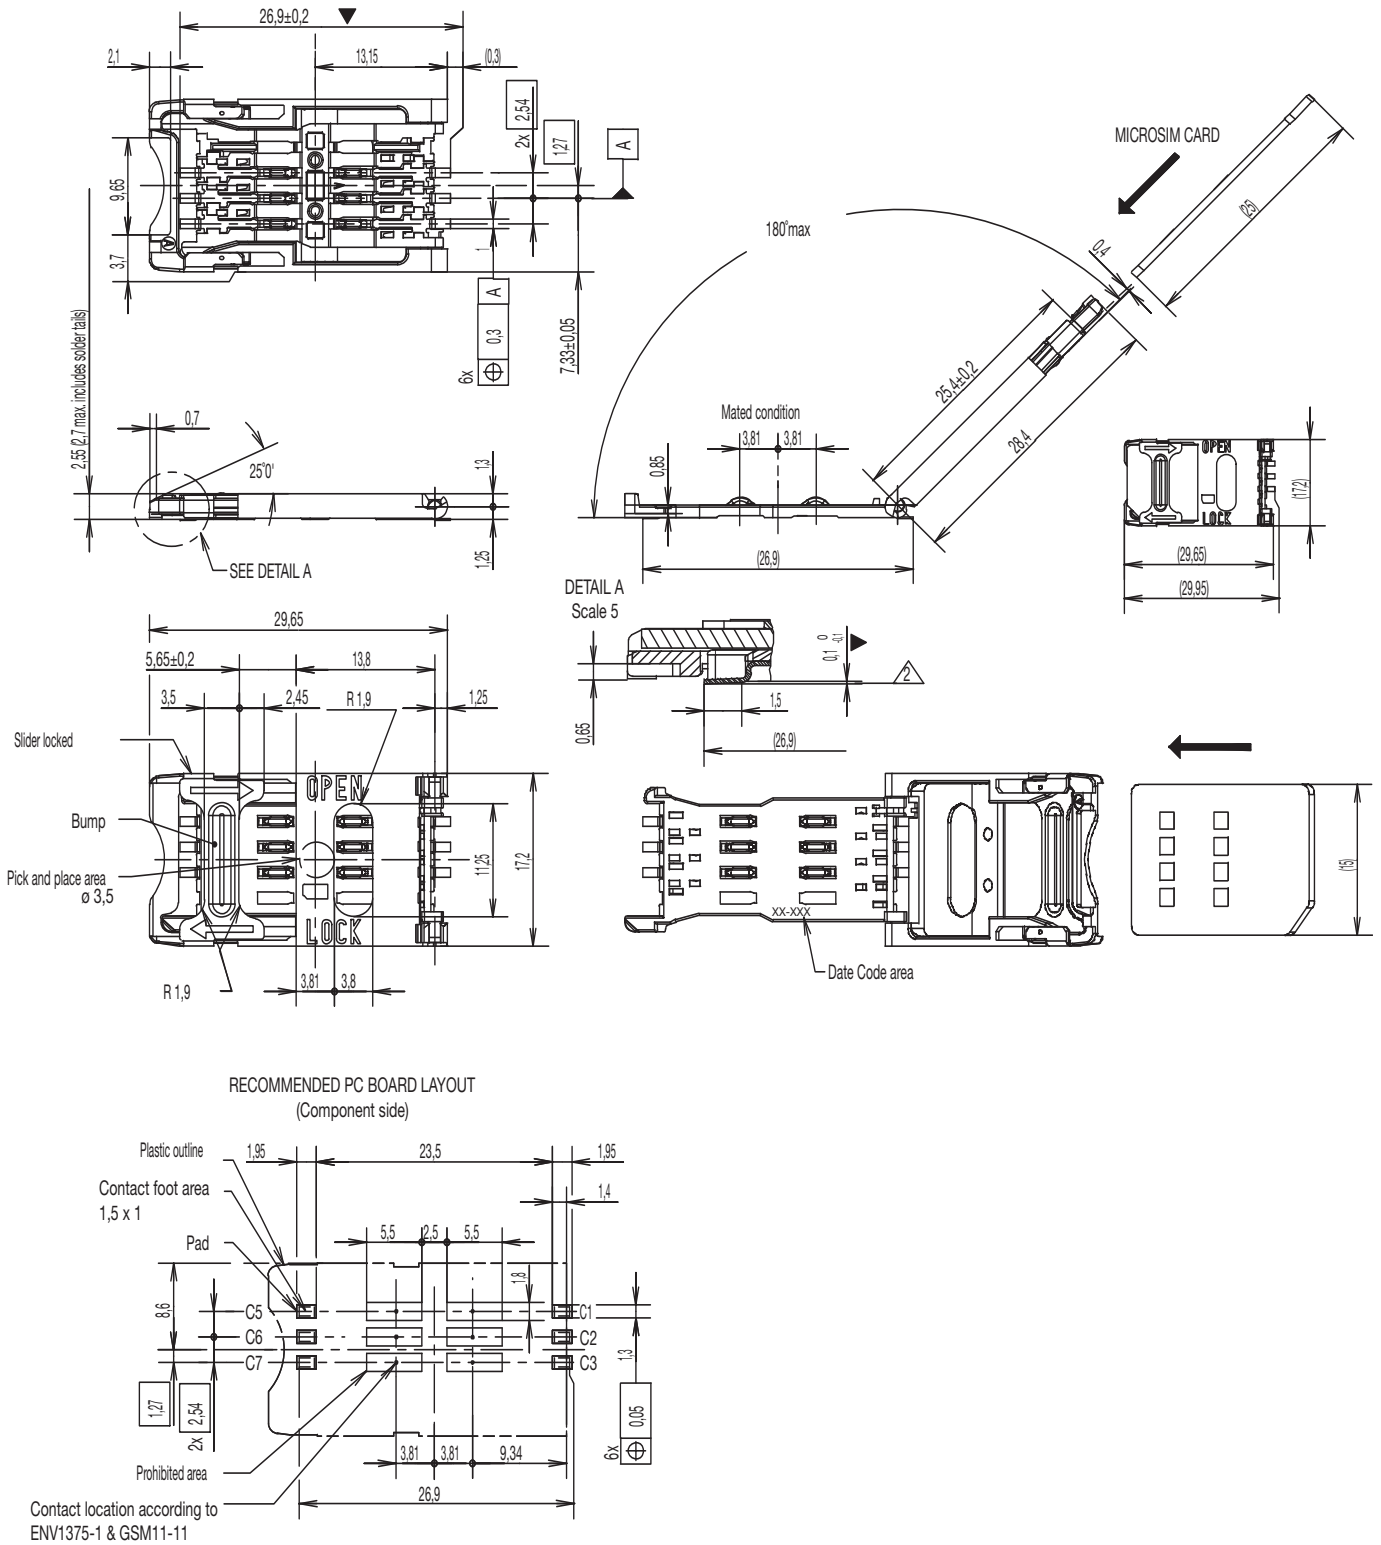 26,9±0,2
2,1
13,15
(0,3)
2x 2,54
1,27
A
9,65
3,7
1
6x 0,3 A
7,33±0,05
2,55 (2,7 max. includes solder tails)
MICROSIM CARD
(25)
180°max
0,4
25,4±0,2
28,4
0,7
25°0'
1,3
1,25
SEE DETAIL A
Mated condition
3,81
3,81
0,85
(26,9)
OPEN
LOCK
(17,2)
(29,65)
(29,95)
DETAIL A
Scale 5
0
0,1 -0,1
2
0,65
1,5
(26,9)
29,65
5,65±0,2
13,8
3,5
2,45
R 1,9
1,25
Slider locked
OPEN
Bump
Pick and place area
ø 3,5
LOCK
11,25
17,2
R 1,9
3,81
3,8
XX-XXX
Date Code area
(15)
RECOMMENDED PC BOARD LAYOUT
(Component side)
Plastic outline
1,95
23,5
1,95
Contact foot area
1,5 x 1
1,4
Pad
5,5
2,5
5,5
1,8
8,6
C5
C1
C6
C2
C7
C3
1,3
1,27
2x 2,54
6x 0,05
3,81
3,81
9,34
Prohibited area
26,9
Contact location according to
ENV1375-1 & GSM11-11